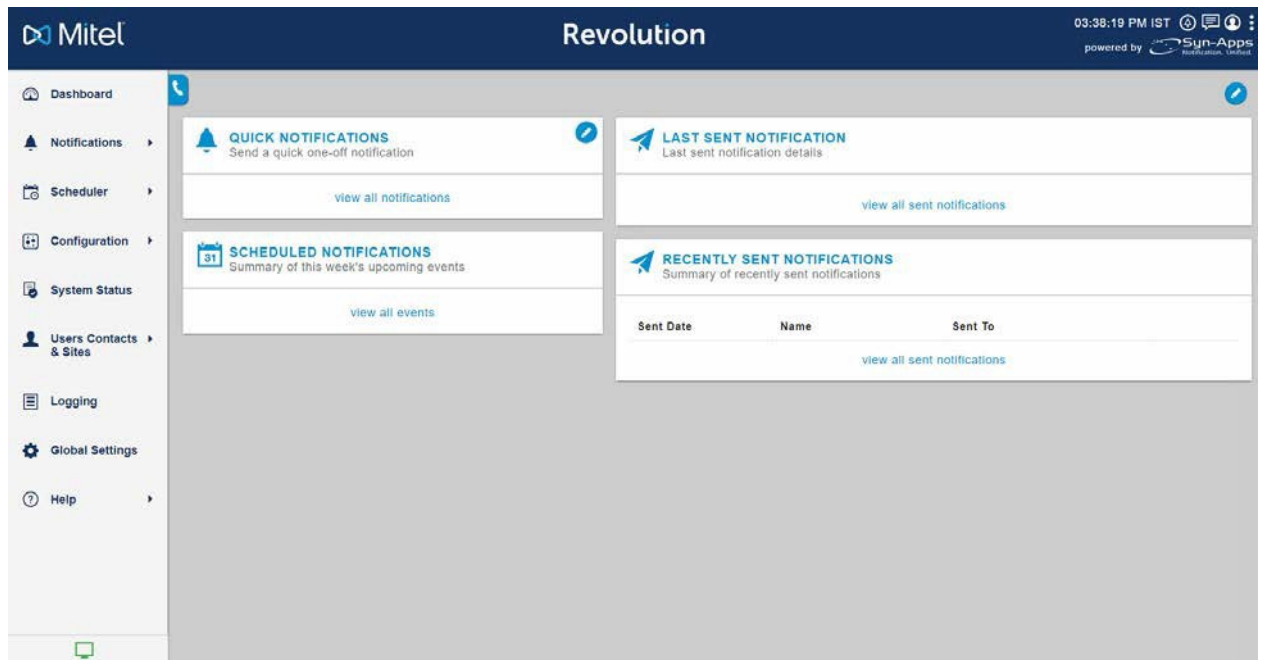 Mitel
Revolution
03:38:19 PM IST
powered by Syn-Apps
Notification. Unified.
Dashboard
Notifications
Scheduler
Configuration
System Status
Users Contacts
& Sites
Logging
Global Settings
Help
QUICK NOTIFICATIONS
Send a quick one-off notification
view all notifications
31
SCHEDULED NOTIFICATIONS
Summary of this week's upcoming events
view all events
LAST SENT NOTIFICATION
Last sent notification details
view all sent notifications
RECENTLY SENT NOTIFICATIONS
Summary of recently sent notifications
Sent Date Name Sent To
view all sent notifications